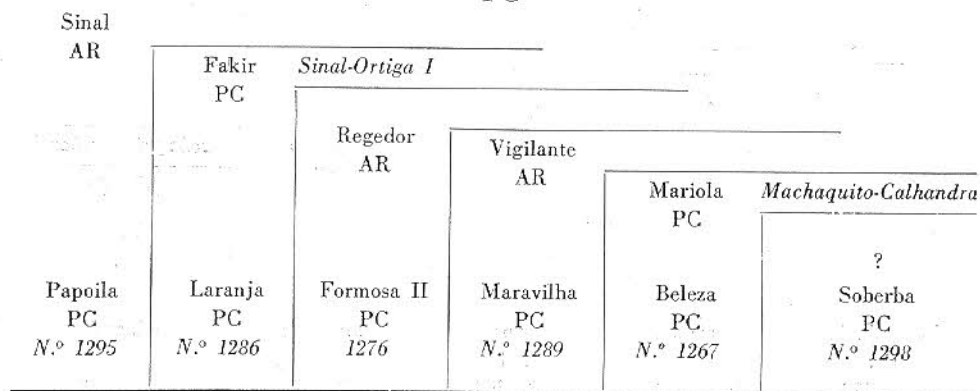 Sinal
AR
Fakir Sinal-Ortiga I
PC
Regedor
AR
Vigilante
AR
Mariola Machaquito-Calhandra
PC
?
Papoila Laranja Formosa II Maravilha Beleza Soberba
PC PC PC PC PC PC
N.º 1295 N.º 1286 1276 N.º 1289 N.º 1267 N.º 1298